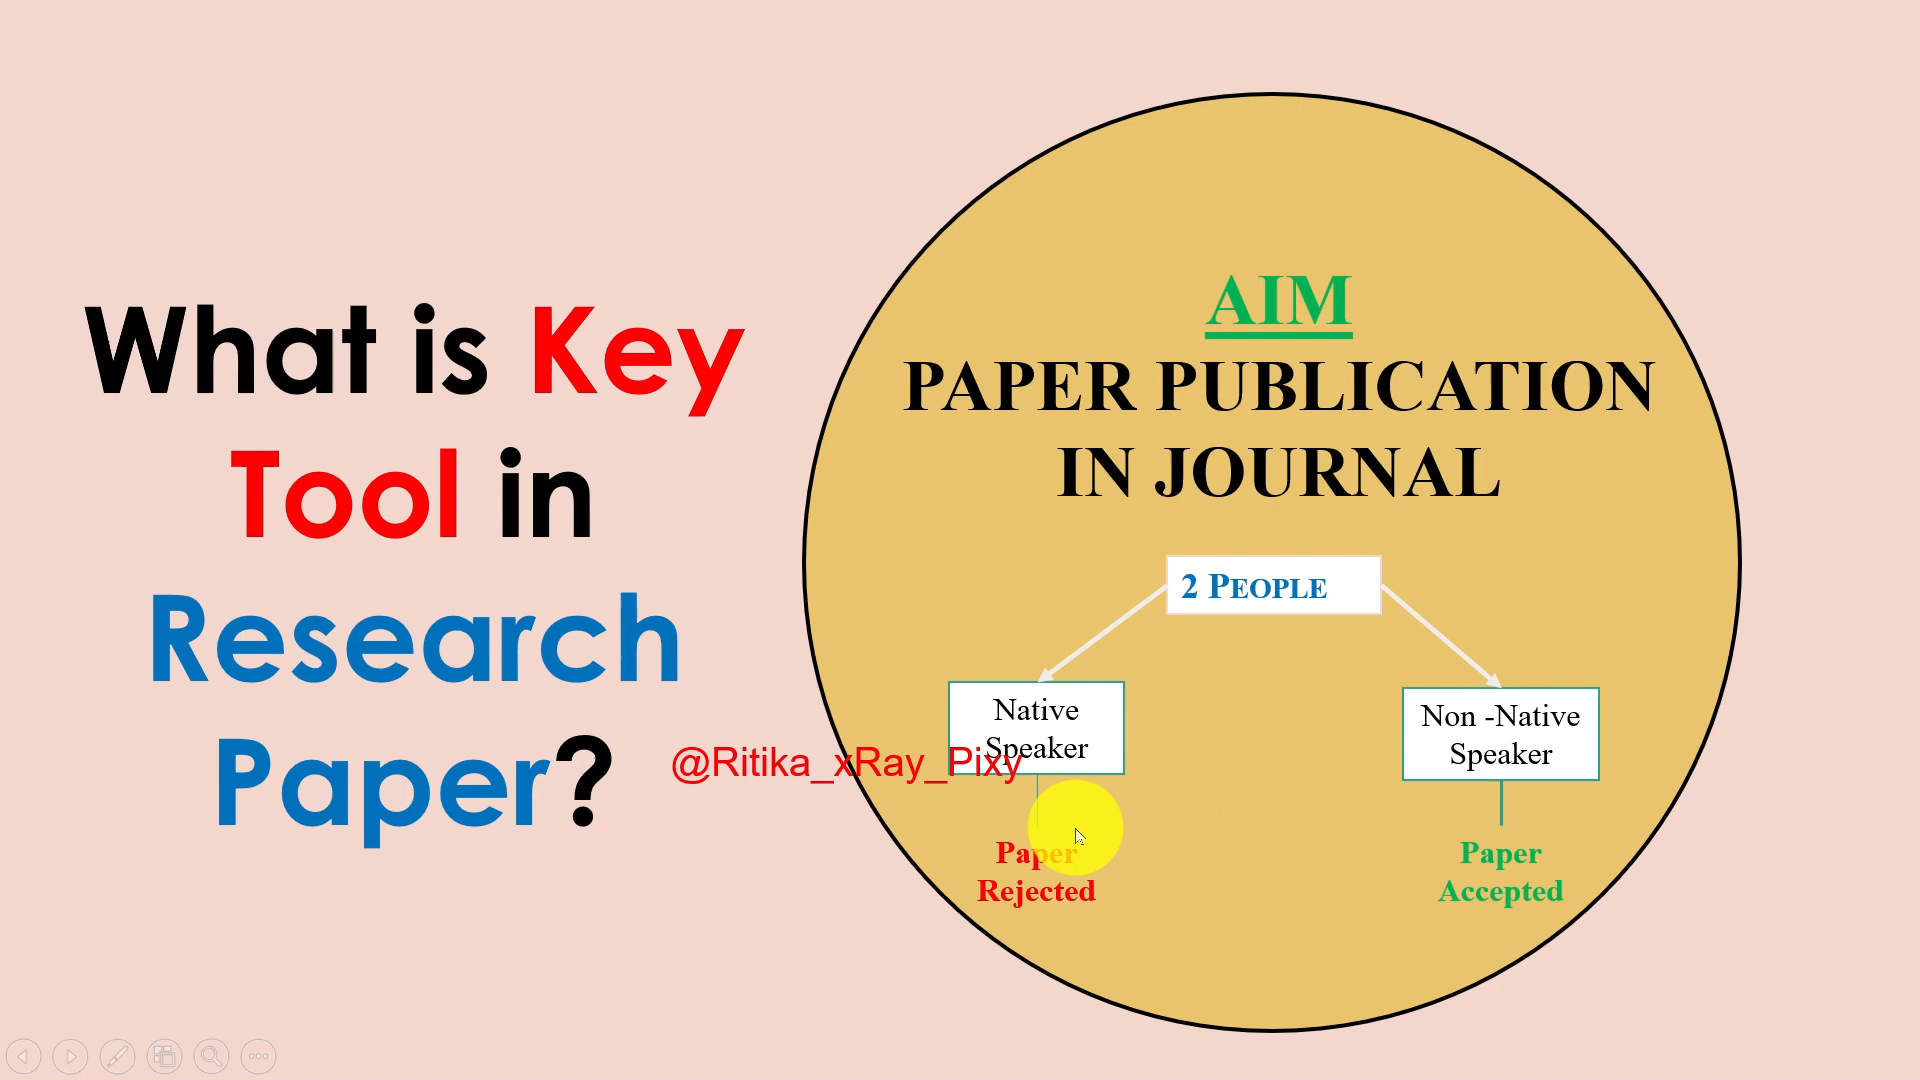 What is Key
Tool in
Research
Paper?
AIM
PAPER PUBLICATION
IN JOURNAL
2 PEOPLE
Native
Speaker
Non -Native
Speaker
@Ritika_xRay_Pixy
Paper
Rejected
Paper
Accepted